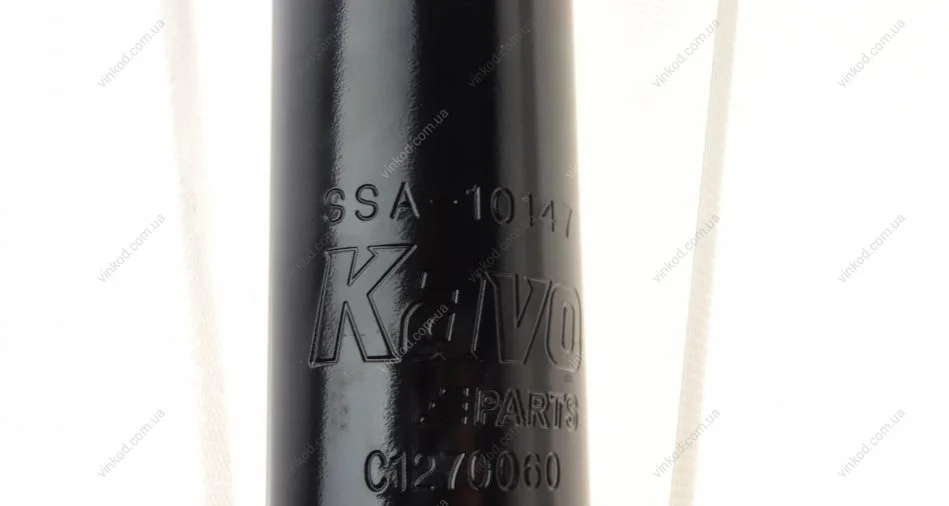 SSA-10147
Kavo
PARTS
C1270060
vinkod.com.ua